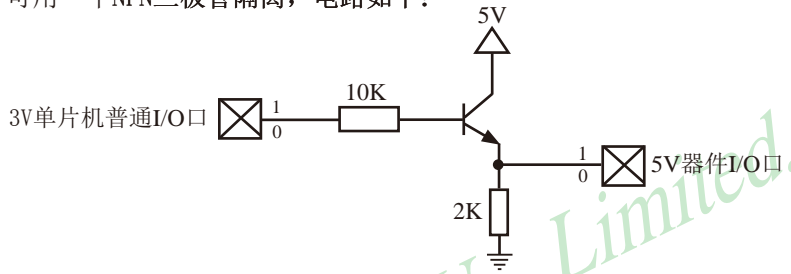 可用一个NPN三极管隔离，电路如下：
5V
10K
3V单片机普通I/O口
1
0
1
0
5V器件I/O口
2K
Limited.